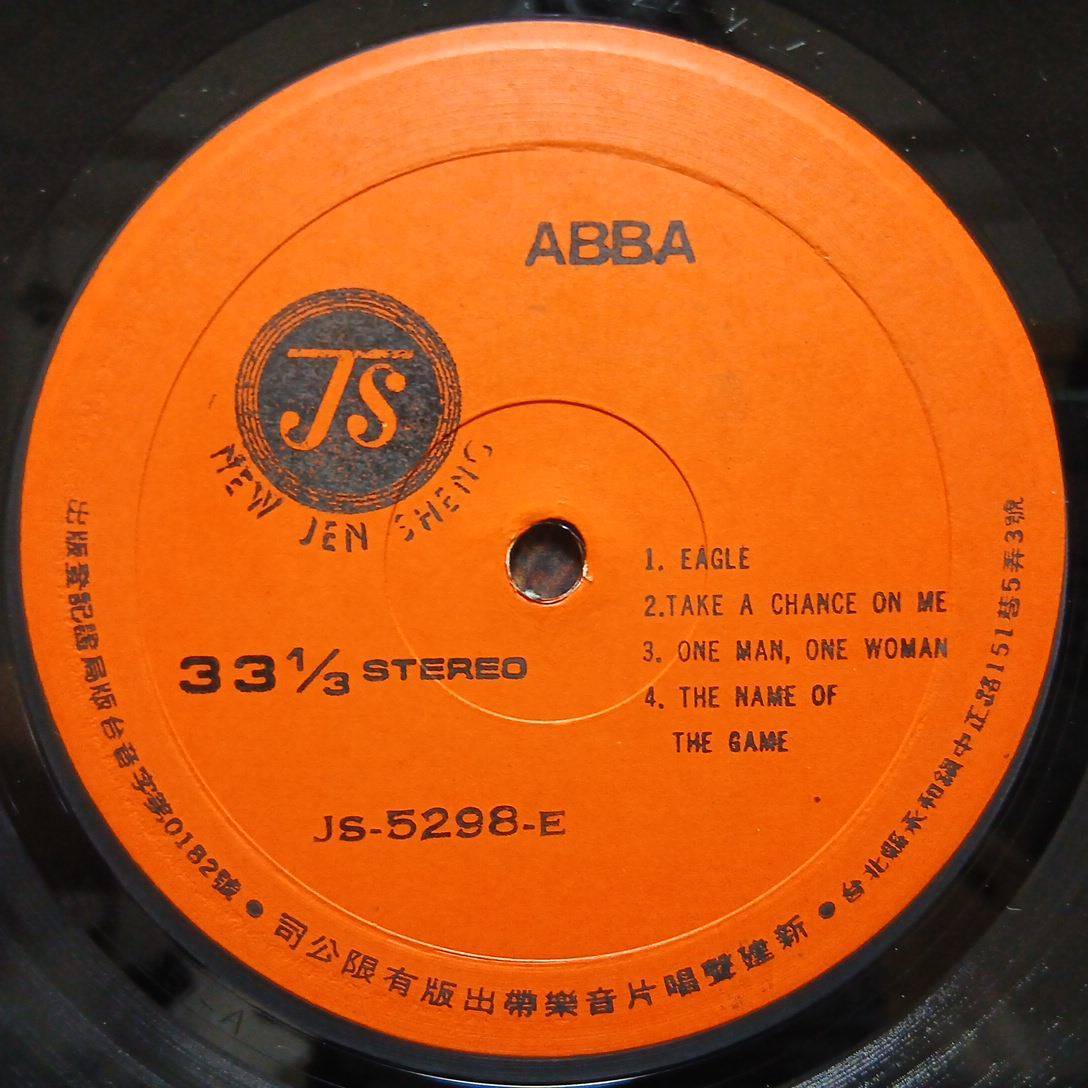 ABBA
JS
NEW JEN SHENG
33 1/3 STEREO
1. EAGLE
2.TAKE A CHANCE ON ME
3. ONE MAN, ONE WOMAN
4. THE NAME OF
THE GAME
JS-5298-E
出版登記證局版台音字第0182號
新建聲唱片音樂帶出版有限公司
台北縣永和鎮中正路151巷5弄3號